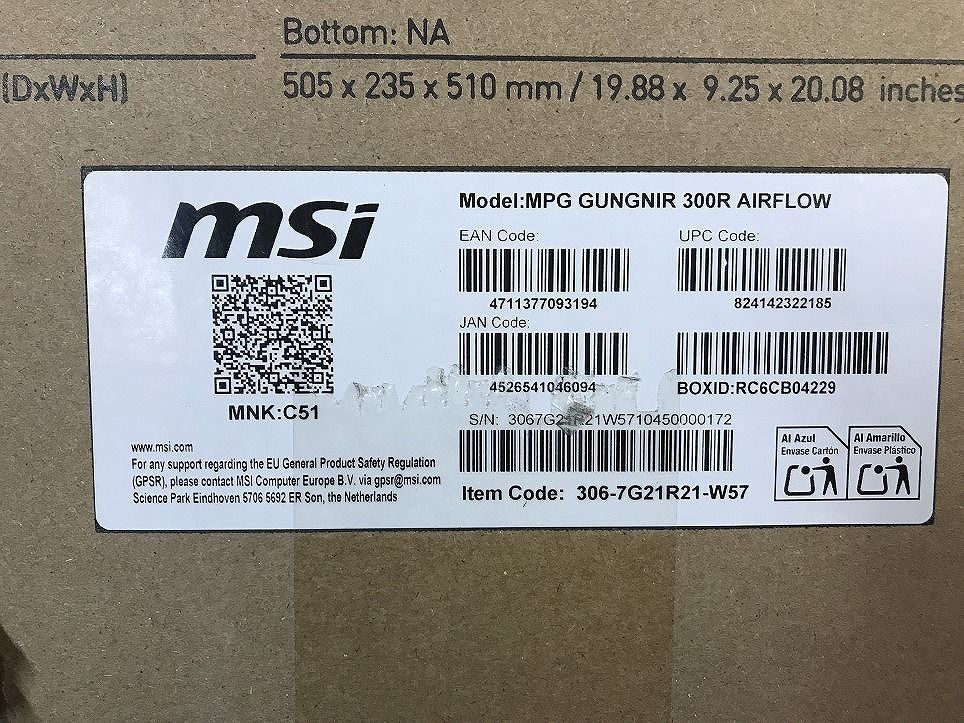 Bottom: NA
(DxWxH)
505 x 235 x 510 mm / 19.88 x 9.25 x 20.08 inches
msi
Model:MPG GUNGNIR 300R AIRFLOW
EAN Code:
4711377093194
UPC Code:
824142322185
JAN Code:
4526541046094
BOXID:RC6CB04229
MNK:C51
S/N: 3067G21R21W5710450000172
Item Code: 306-7G21R21-W57
www.msi.com
For any support regarding the EU General Product Safety Regulation
(GPSR), please contact MSI Computer Europe B.V. via gpsr@msi.com
Science Park Eindhoven 5706 5692 ER Son, the Netherlands
Al Azul
Envase Cartón
Al Amarillo
Envase Plástico